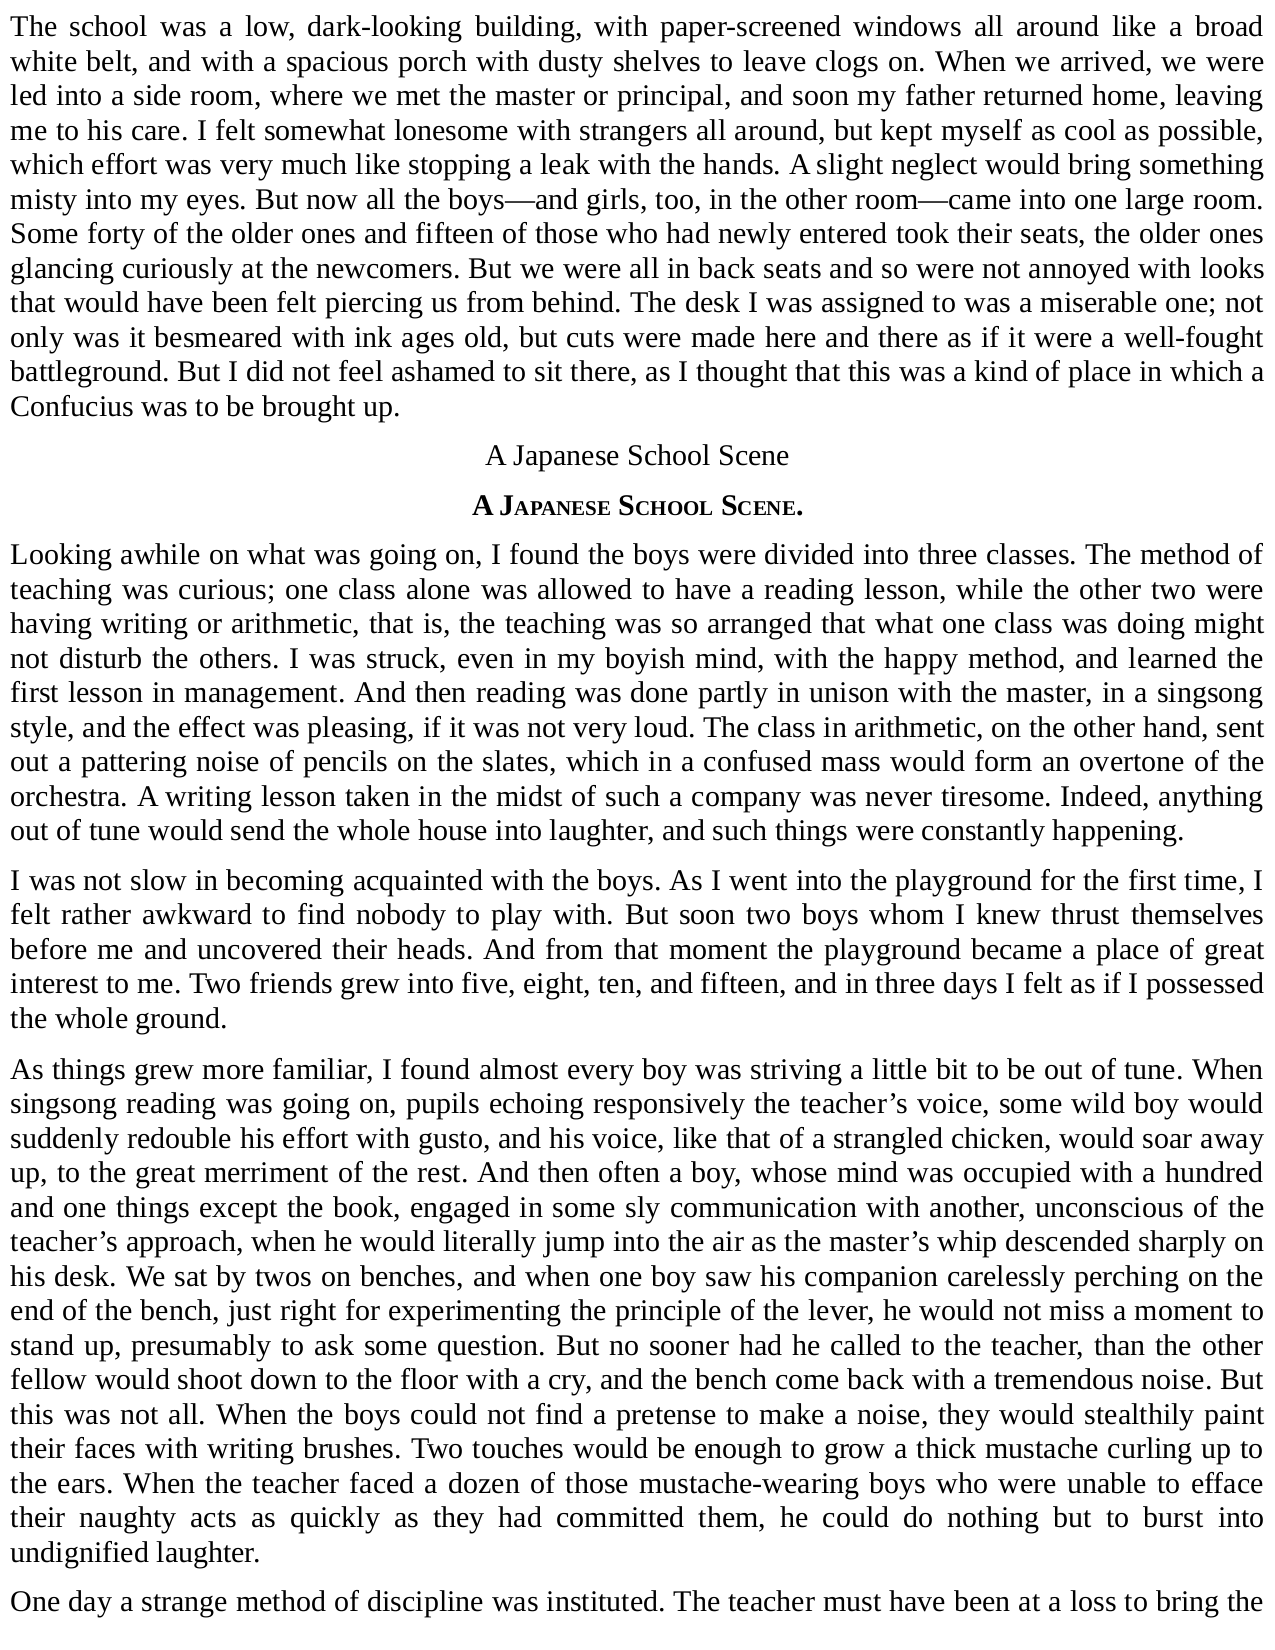 The school was a low, dark-looking building, with paper-screened windows all around like a broad
white belt, and with a spacious porch with dusty shelves to leave clogs on. When we arrived, we were
led into a side room, where we met the master or principal, and soon my father returned home, leaving
me to his care. I felt somewhat lonesome with strangers all around, but kept myself as cool as possible,
which effort was very much like stopping a leak with the hands. A slight neglect would bring something
misty into my eyes. But now all the boys—and girls, too, in the other room—came into one large room.
Some forty of the older ones and fifteen of those who had newly entered took their seats, the older ones
glancing curiously at the newcomers. But we were all in back seats and so were not annoyed with looks
that would have been felt piercing us from behind. The desk I was assigned to was a miserable one; not
only was it besmeared with ink ages old, but cuts were made here and there as if it were a well-fought
battleground. But I did not feel ashamed to sit there, as I thought that this was a kind of place in which a
Confucius was to be brought up.
A Japanese School Scene
A Japanese School Scene.
Looking awhile on what was going on, I found the boys were divided into three classes. The method of
teaching was curious; one class alone was allowed to have a reading lesson, while the other two were
having writing or arithmetic, that is, the teaching was so arranged that what one class was doing might
not disturb the others. I was struck, even in my boyish mind, with the happy method, and learned the
first lesson in management. And then reading was done partly in unison with the master, in a singsong
style, and the effect was pleasing, if it was not very loud. The class in arithmetic, on the other hand, sent
out a pattering noise of pencils on the slates, which in a confused mass would form an overtone of the
orchestra. A writing lesson taken in the midst of such a company was never tiresome. Indeed, anything
out of tune would send the whole house into laughter, and such things were constantly happening.
I was not slow in becoming acquainted with the boys. As I went into the playground for the first time, I
felt rather awkward to find nobody to play with. But soon two boys whom I knew thrust themselves
before me and uncovered their heads. And from that moment the playground became a place of great
interest to me. Two friends grew into five, eight, ten, and fifteen, and in three days I felt as if I possessed
the whole ground.
As things grew more familiar, I found almost every boy was striving a little bit to be out of tune. When
singsong reading was going on, pupils echoing responsively the teacher’s voice, some wild boy would
suddenly redouble his effort with gusto, and his voice, like that of a strangled chicken, would soar away
up, to the great merriment of the rest. And then often a boy, whose mind was occupied with a hundred
and one things except the book, engaged in some sly communication with another, unconscious of the
teacher’s approach, when he would literally jump into the air as the master’s whip descended sharply on
his desk. We sat by twos on benches, and when one boy saw his companion carelessly perching on the
end of the bench, just right for experimenting the principle of the lever, he would not miss a moment to
stand up, presumably to ask some question. But no sooner had he called to the teacher, than the other
fellow would shoot down to the floor with a cry, and the bench come back with a tremendous noise. But
this was not all. When the boys could not find a pretense to make a noise, they would stealthily paint
their faces with writing brushes. Two touches would be enough to grow a thick mustache curling up to
the ears. When the teacher faced a dozen of those mustache-wearing boys who were unable to efface
their naughty acts as quickly as they had committed them, he could do nothing but to burst into
undignified laughter.
One day a strange method of discipline was instituted. The teacher must have been at a loss to bring the